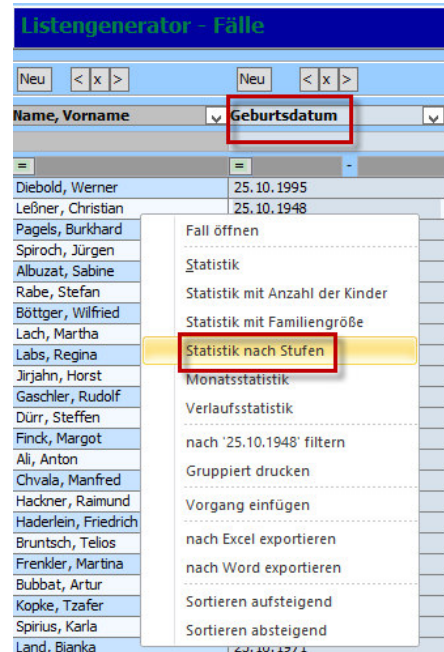 Listengenerator - Fälle
Neu < x > Neu < x >
Name, Vorname Geburtsdatum
= = -
Diebold, Werner 25.10.1995
Leßner, Christian 25.10.1948
Pagels, Burkhard
Spiroch, Jürgen
Albuzat, Sabine
Rabe, Stefan
Böttger, Wilfried
Lach, Martha
Labs, Regina
Jirjahn, Horst
Gaschler, Rudolf
Dürr, Steffen
Finck, Margot
Ali, Anton
Chvala, Manfred
Hackner, Raimund
Haderlein, Friedrich
Bruntsch, Telios
Frenkler, Martina
Bubbat, Artur
Kopke, Tzafer
Spirius, Karla
Land, Bianka 23.10.1971
Fall öffnen
Statistik
Statistik mit Anzahl der Kinder
Statistik mit Familiengröße
Statistik nach Stufen
Monatsstatistik
Verlaufsstatistik
nach '25.10.1948' filtern
Gruppiert drucken
Vorgang einfügen
nach Excel exportieren
nach Word exportieren
Sortieren aufsteigend
Sortieren absteigend